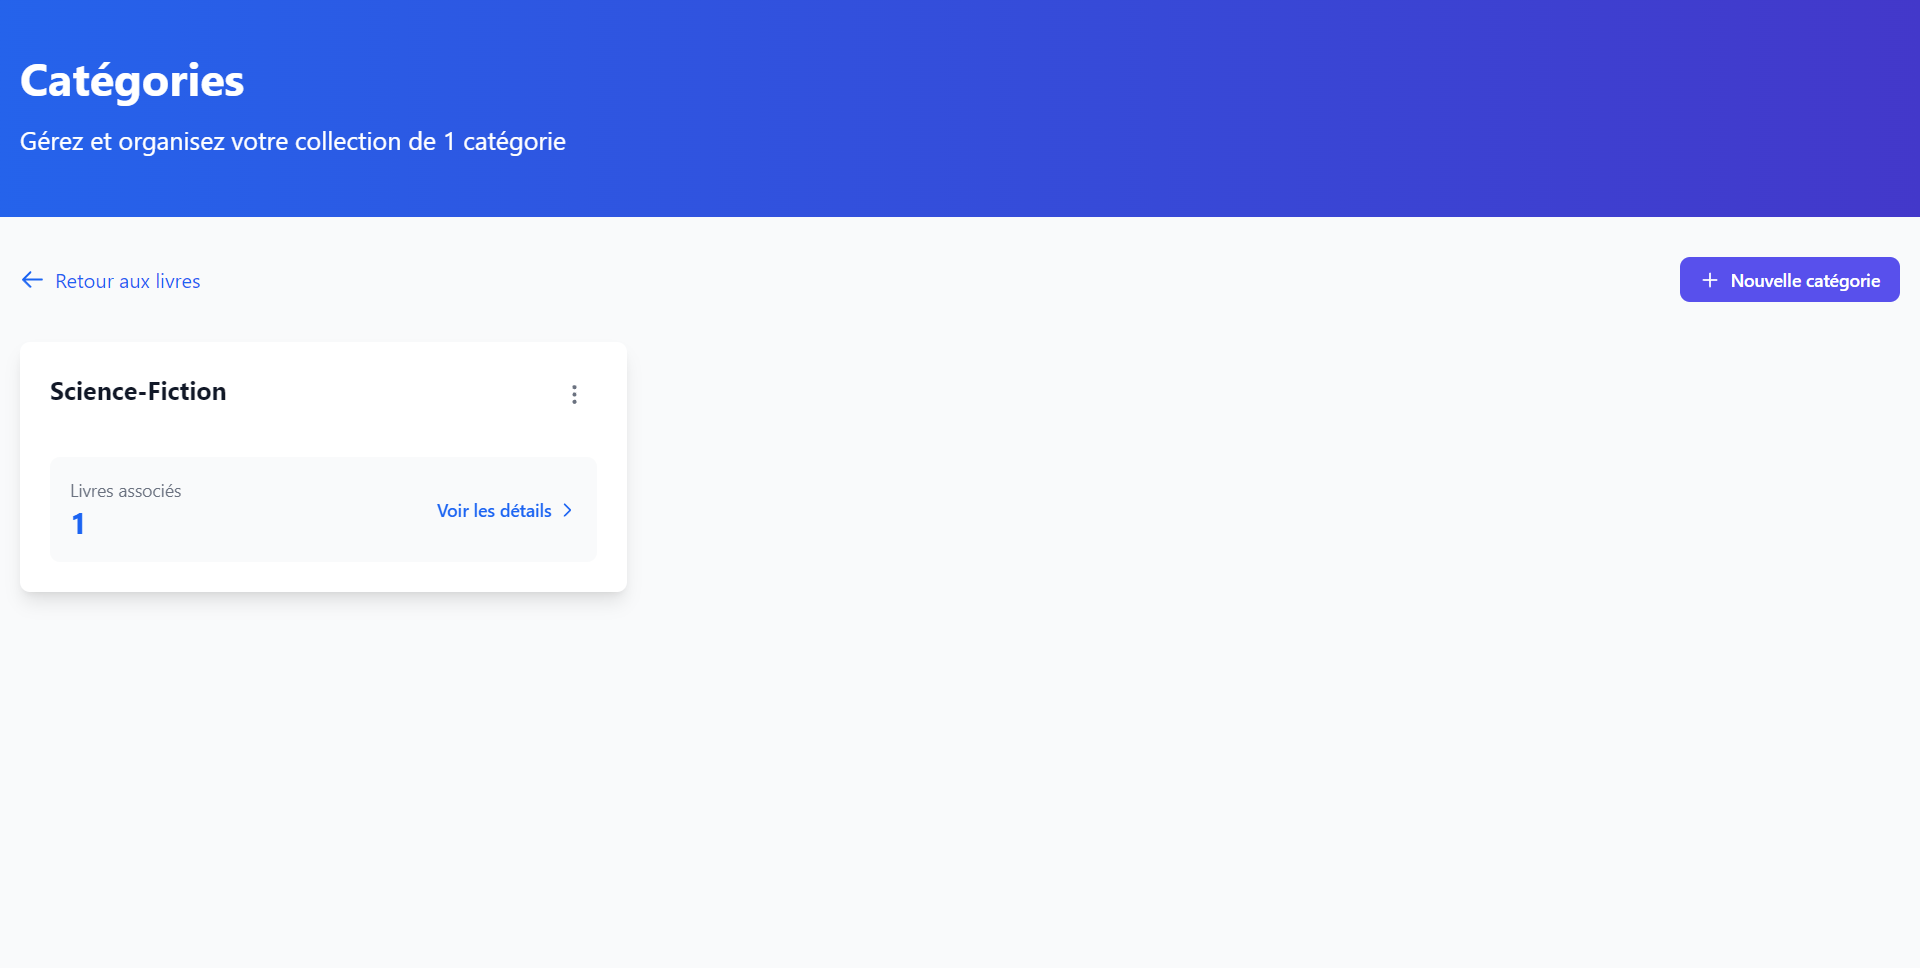 Catégories
Gérez et organisez votre collection de 1 catégorie
Retour aux livres
Nouvelle catégorie
Science-Fiction
Livres associés
1
Voir les détails